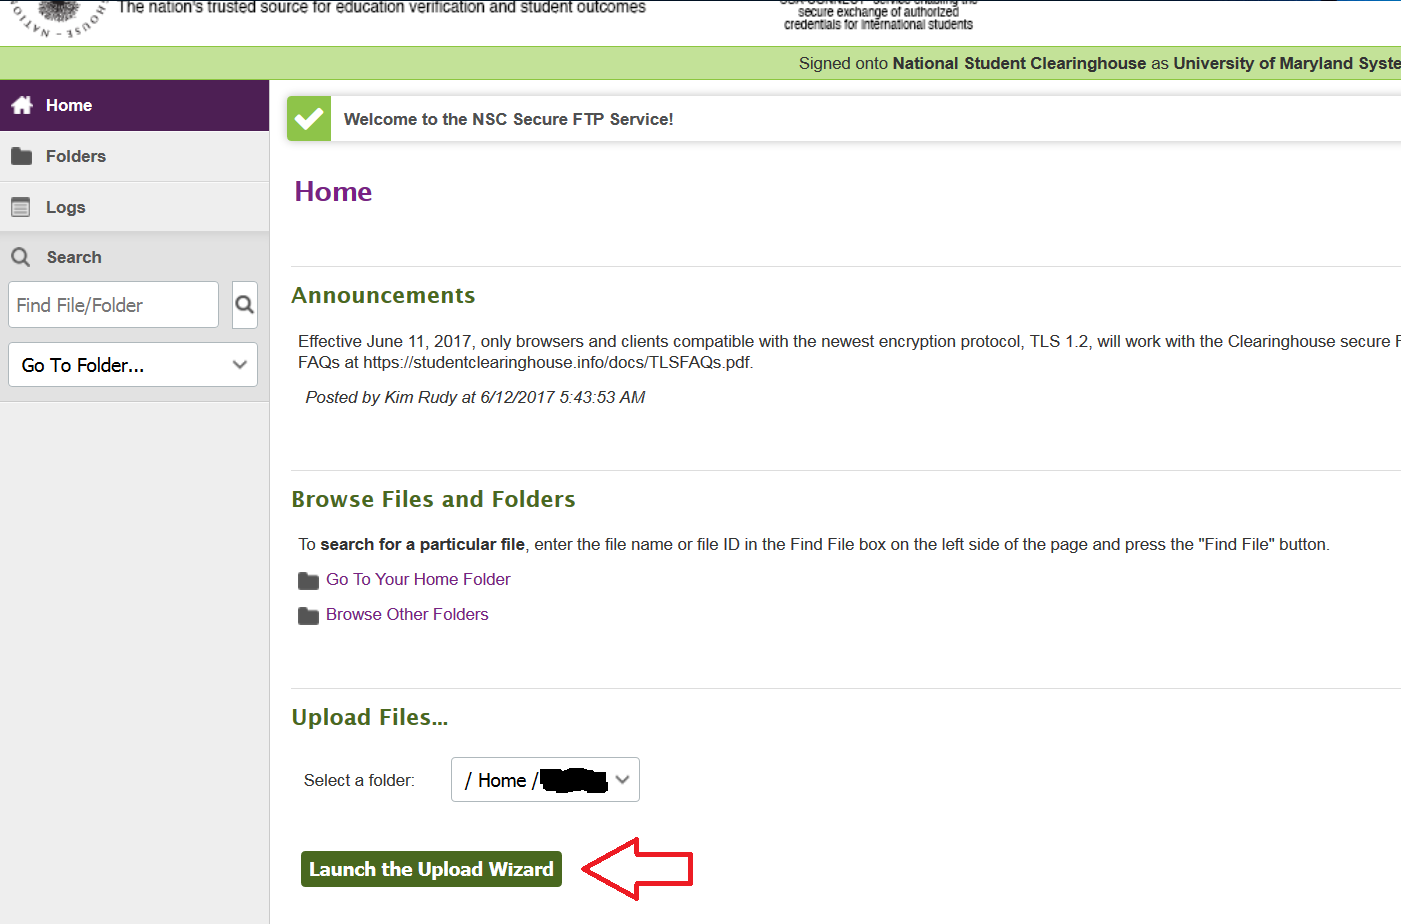 The nation's trusted source for education verification and student outcomes
secure exchange of authorized
credentials for international students
HOUSE - NATION
Signed onto National Student Clearinghouse as University of Maryland Syste
Home
Folders
Logs
Search
Find File/Folder
Go To Folder...
Welcome to the NSC Secure FTP Service!
Home
Announcements
Effective June 11, 2017, only browsers and clients compatible with the newest encryption protocol, TLS 1.2, will work with the Clearinghouse secure F
FAQs at https://studentclearinghouse.info/docs/TLSFAQs.pdf.
Posted by Kim Rudy at 6/12/2017 5:43:53 AM
Browse Files and Folders
To search for a particular file, enter the file name or file ID in the Find File box on the left side of the page and press the "Find File" button.
Go To Your Home Folder
Browse Other Folders
Upload Files...
Select a folder:
/ Home /
Launch the Upload Wizard